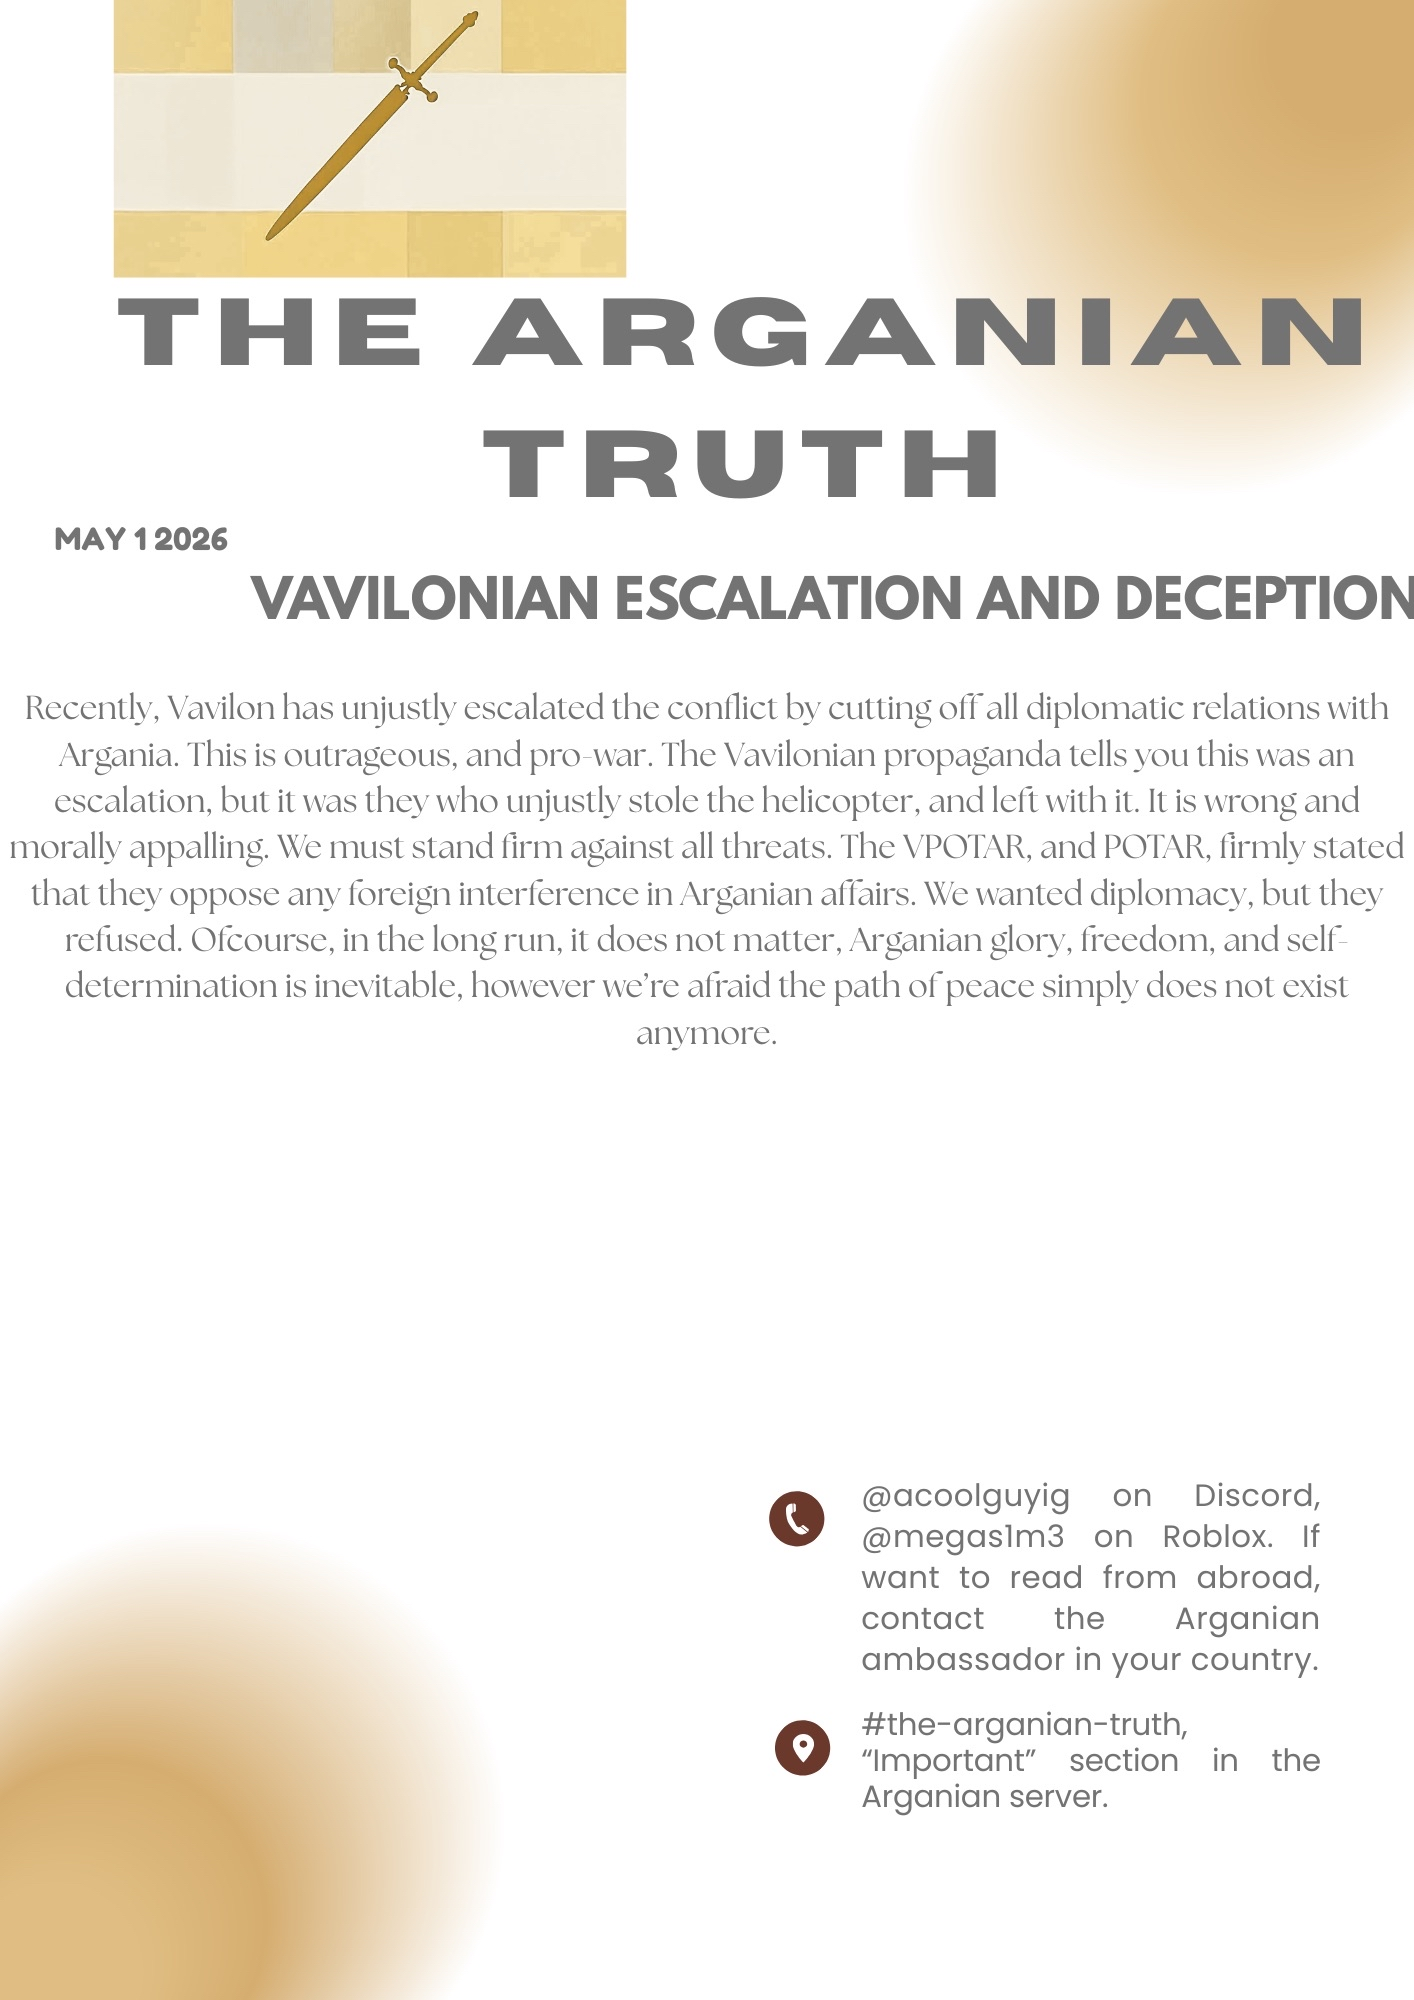 THE ARGANIAN
TRUTH
MAY 1 2026
VAVILONIAN ESCALATION AND DECEPTION
Recently, Vavilon has unjustly escalated the conflict by cutting off all diplomatic relations with
Argania. This is outrageous, and pro-war. The Vavilonian propaganda tells you this was an
escalation, but it was they who unjustly stole the helicopter, and left with it. It is wrong and
morally appalling. We must stand firm against all threats. The VPOTAR, and POTAR, firmly stated
that they oppose any foreign interference in Arganian affairs. We wanted diplomacy, but they
refused. Ofcourse, in the long run, it does not matter, Arganian glory, freedom, and self-
determination is inevitable, however we’re afraid the path of peace simply does not exist
anymore.
@acoolguyig on Discord,
@megas1m3 on Roblox. If
want to read from abroad,
contact the Arganian
ambassador in your country.
#the-arganian-truth,
“Important” section in the
Arganian server.